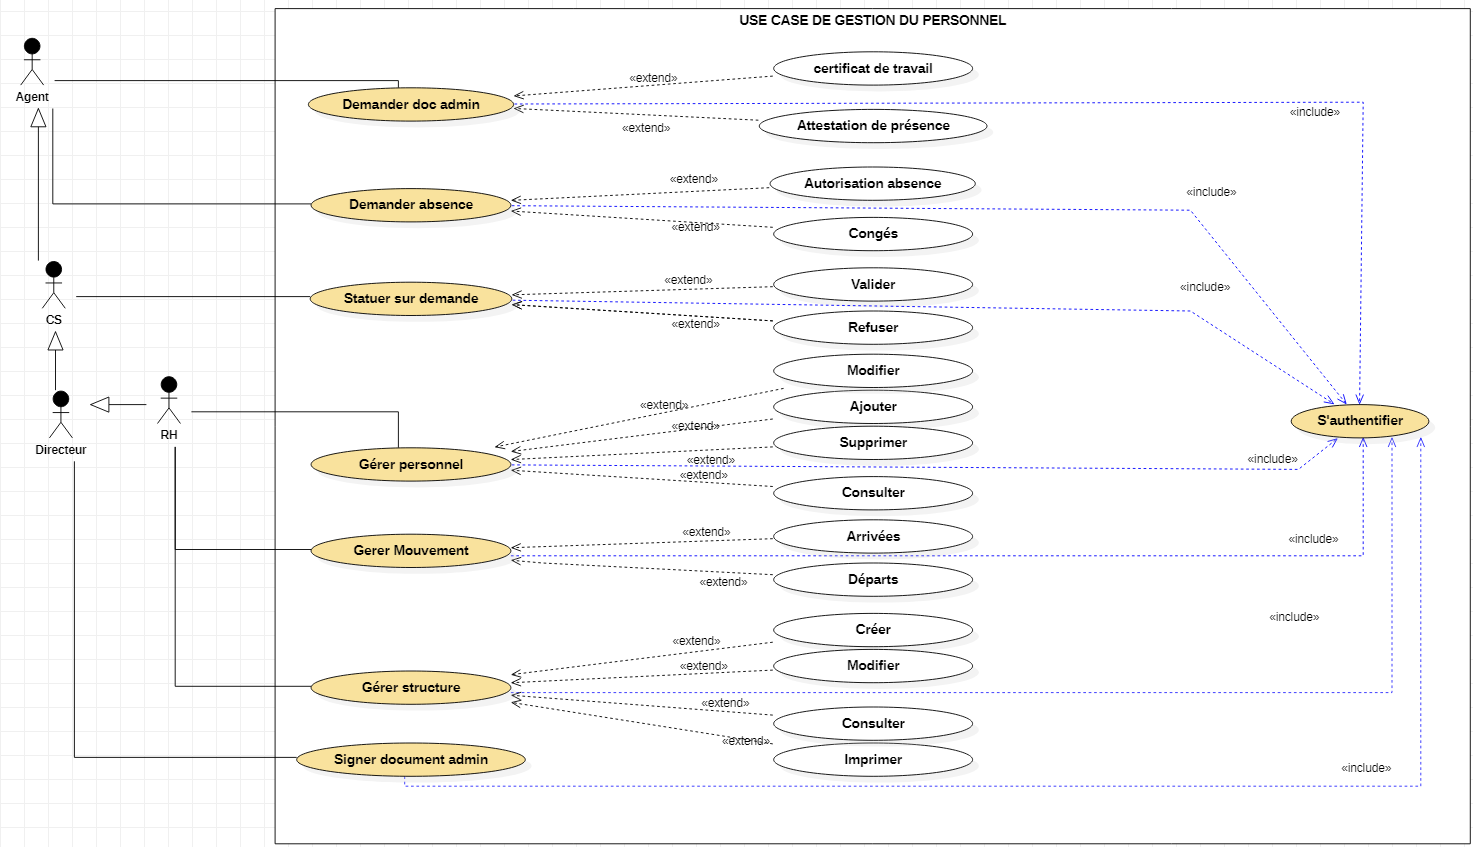 USE CASE DE GESTION DU PERSONNEL
certificat de travail
«extend»
Agent
Demander doc admin
«include»
Attestation de présence
«extend»
«extend»
Autorisation absence
«include»
Demander absence
«extend»
Congés
«extend»
Valider
«include»
Statuer sur demande
CS
«extend»
Refuser
Modifier
«extend»
Ajouter
S'authentifier
«extend»
RH
Supprimer
Directeur
«extend»
«include»
Gérer personnel
«extend»
Consulter
«extend»
Arrivées
«include»
Gerer Mouvement
«extend»
Départs
«include»
Créer
«extend»
«extend»
Modifier
Gérer structure
«extend»
Consulter
«extend»
Signer document admin
Imprimer
«include»